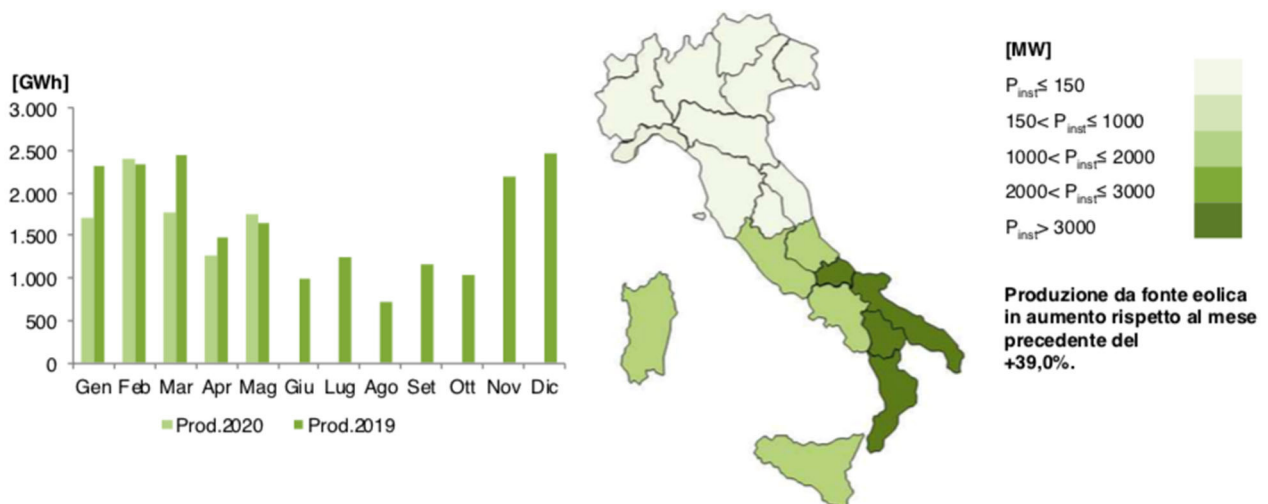 [GWh]
3.000
2.500
2.000
1.500
1.000
500
0
Gen Feb Mar Apr Mag Giu Lug Ago Set Ott Nov Dic
Prod.2020 Prod.2019
[MW]
Pinst≤ 150
150< Pinst≤ 1000
1000< Pinst≤ 2000
2000< Pinst≤ 3000
Pinst> 3000
Produzione da fonte eolica
in aumento rispetto al mese
precedente del
+39,0%.